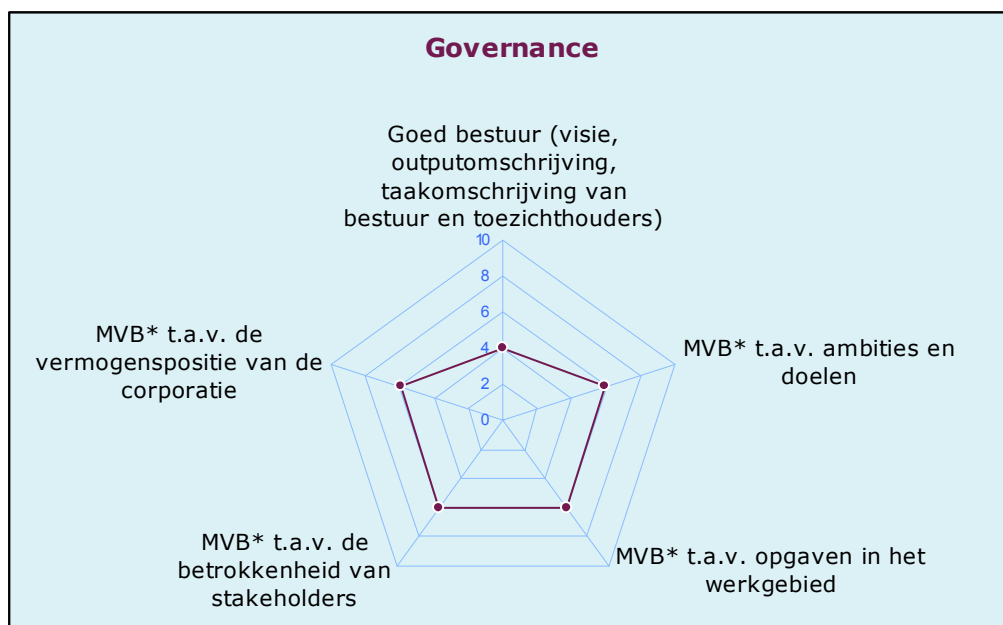 Governance
Goed bestuur (visie,
outputomschrijving,
taakomschrijving van
bestuur en toezichthouders)
10
8
6
4
2
0
MVB* t.a.v. ambities en
doelen
MVB* t.a.v. opgaven in het
werkgebied
MVB* t.a.v. de
betrokkenheid van
stakeholders
MVB* t.a.v. de
vermogenspositie van de
corporatie